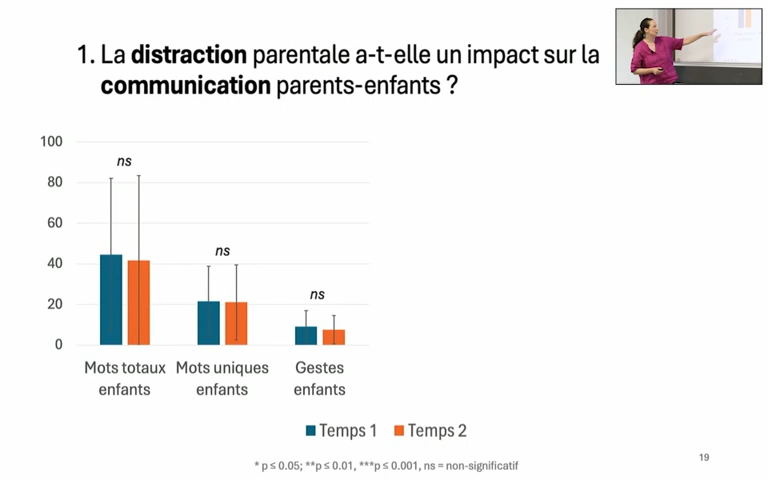 1. La distraction parentale a-t-elle un impact sur la
communication parents-enfants ?
100
80
60
40
20
0
ns
ns
ns
Mots totaux enfants
Mots uniques enfants
Gestes enfants
Temps 1 Temps 2
* p ≤ 0.05; **p ≤ 0.01, ***p ≤ 0.001, ns = non-significatif
19